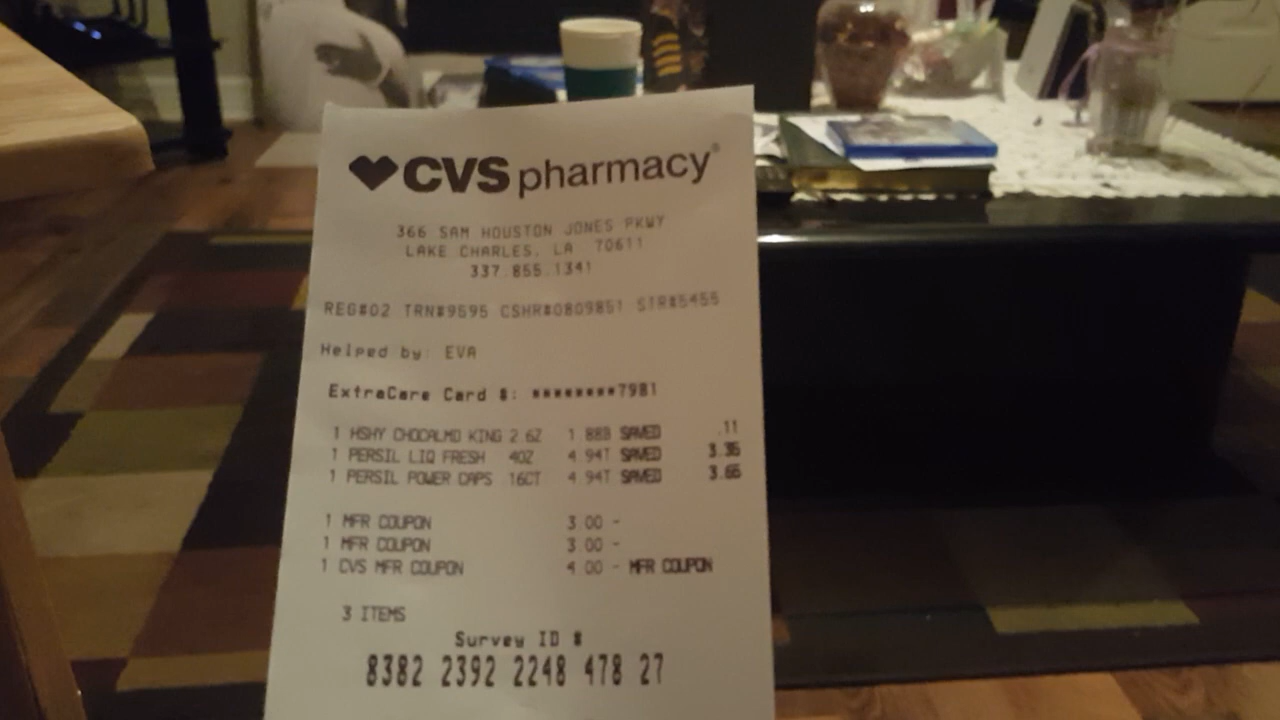 CVS pharmacy®
366 SAM HOUSTON JONES PKWY
LAKE CHARLES, LA 70611
337.855.1341
REG#02 TRN#9595 CSHR#0809851 STR#5455
Helped by: EVA
ExtraCare Card #: ********7981
1 HSHY CHOCALMD KING 2.6Z 1.88B SAVED .11
1 PERSIL LIQ FRESH 40Z 4.94T SAVED 3.35
1 PERSIL POWER CAPS 16CT 4.94T SAVED 3.65
1 MFR COUPON 3.00 -
1 MFR COUPON 3.00 -
1 CVS MFR COUPON 4.00 - MFR COUPON
3 ITEMS
Survey ID #
8382 2392 2248 478 27